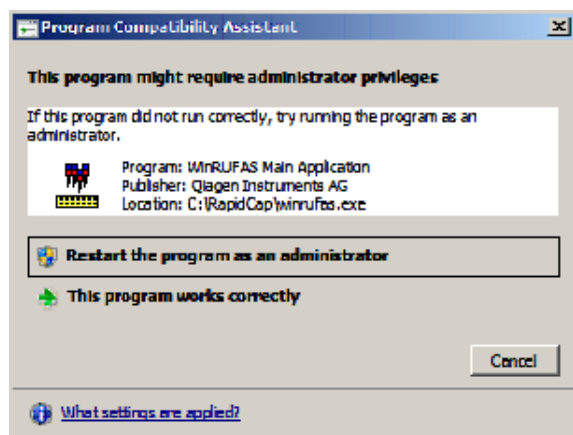 Program Compatibility Assistant
This program might require administrator privileges
If this program did not run correctly, try running the program as an
administrator.
Program: WinRUFAS Main Application
Publisher: Qiagen Instruments AG
Location: C:\RapidCap\winrufas.exe
Restart the program as an administrator
This program works correctly
Cancel
What settings are applied?